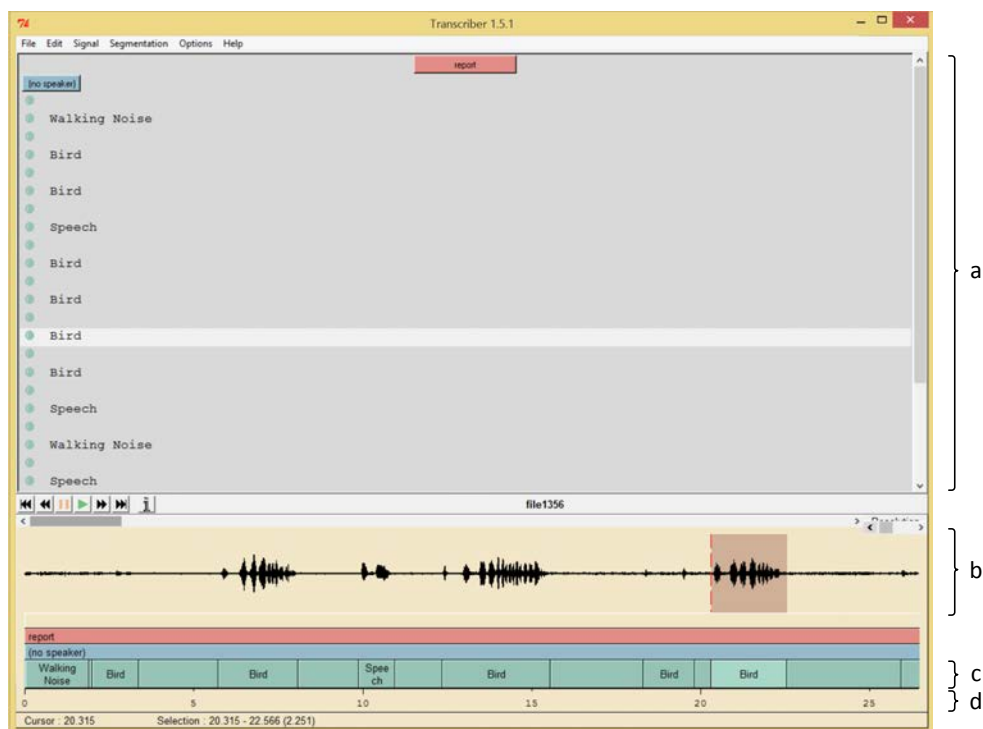 74 Transcriber 1.5.1
File Edit Signal Segmentation Options Help
report
(no speaker)
Walking Noise
Bird
Bird
Speech
Bird
Bird
Bird
Bird
Speech
Walking Noise
Speech
a
file1356
b
report
(no speaker)
Walking Noise Bird Bird Spee ch Bird Bird Bird
c
0 5 10 15 20 25
d
Cursor : 20.315 Selection : 20.315 - 22.566 (2.251)